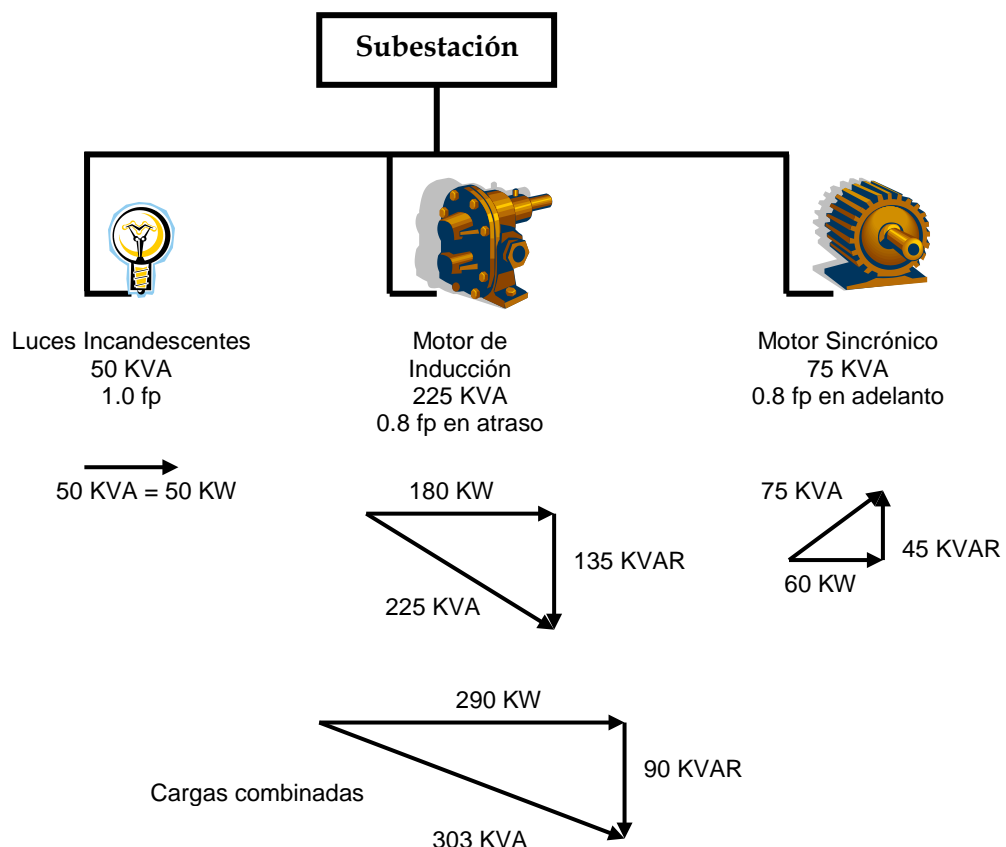 Subestación
Luces Incandescentes
50 KVA
1.0 fp
Motor de
Inducción
225 KVA
0.8 fp en atraso
Motor Sincrónico
75 KVA
0.8 fp en adelanto
50 KVA = 50 KW
180 KW
135 KVAR
225 KVA
75 KVA
45 KVAR
60 KW
290 KW
90 KVAR
Cargas combinadas
303 KVA